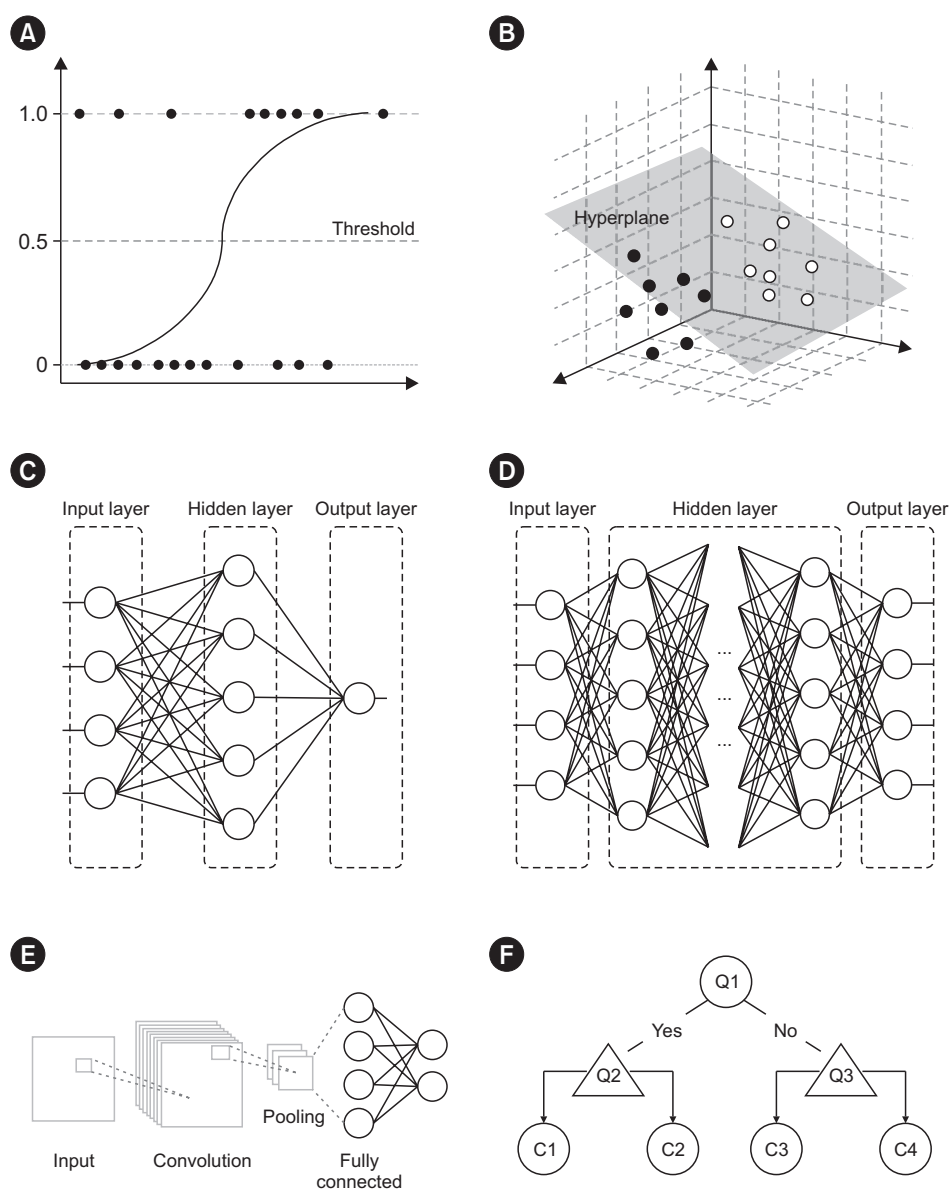 A
B
1.0
0.5
0
Threshold
Hyperplane
C
D
Input layer
Hidden layer
Output layer
Input layer
Hidden layer
Output layer
...
...
...
E
F
Input
Convolution
Pooling
Fully
connected
Q1
Yes
No
Q2
Q3
C1
C2
C3
C4